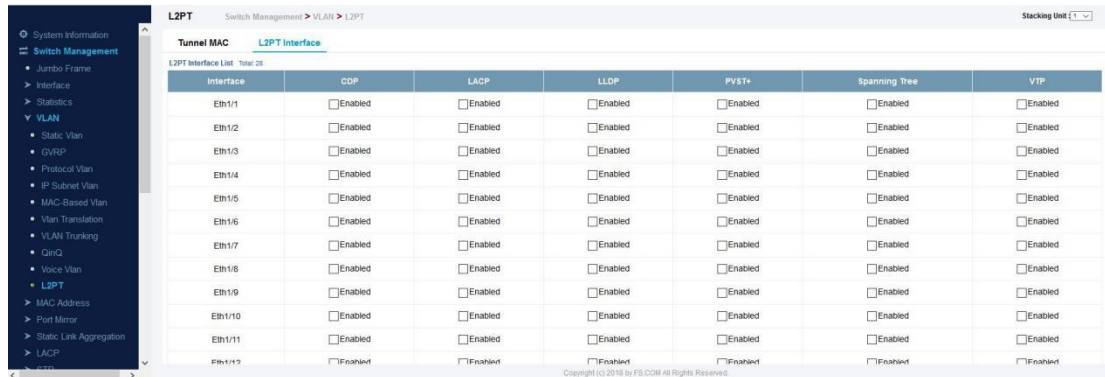 L2PT Switch Management > VLAN > L2PT Stacking Unit : 1
System Information
Switch Management
Jumbo Frame
Interface
Statistics
VLAN
Static Vlan
GVRP
Protocol Vlan
IP Subnet Vlan
MAC-Based Vlan
Vlan Translation
VLAN Trunking
QinQ
Voice Vlan
L2PT
MAC Address
Port Mirror
Static Link Aggregation
LACP
STP
Tunnel MAC L2PT Interface
L2PT Interface List Total: 28
Interface CDP LACP LLDP PVST+ Spanning Tree VTP
Eth1/1 Enabled Enabled Enabled Enabled Enabled Enabled
Eth1/2 Enabled Enabled Enabled Enabled Enabled Enabled
Eth1/3 Enabled Enabled Enabled Enabled Enabled Enabled
Eth1/4 Enabled Enabled Enabled Enabled Enabled Enabled
Eth1/5 Enabled Enabled Enabled Enabled Enabled Enabled
Eth1/6 Enabled Enabled Enabled Enabled Enabled Enabled
Eth1/7 Enabled Enabled Enabled Enabled Enabled Enabled
Eth1/8 Enabled Enabled Enabled Enabled Enabled Enabled
Eth1/9 Enabled Enabled Enabled Enabled Enabled Enabled
Eth1/10 Enabled Enabled Enabled Enabled Enabled Enabled
Eth1/11 Enabled Enabled Enabled Enabled Enabled Enabled
Eth1/12 Enabled Enabled Enabled Enabled Enabled Enabled
Copyright (c) 2018 by FS.COM All Rights Reserved.